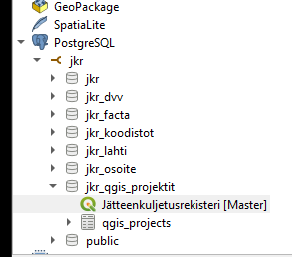 GeoPackage
SpatiaLite
PostgreSQL
jkr
jkr
jkr_dvv
jkr_facta
jkr_koodistot
jkr_lahti
jkr_osoite
jkr_qgis_projektit
Jätteenkuljetusrekisteri [Master]
qgis_projects
public